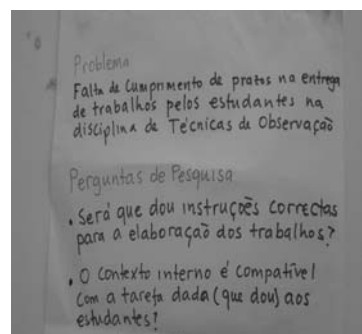 Problema
Falta de Cumprimento de prazos na entrega
de trabalhos pelos estudantes na
disciplina de Técnicas de Observação
Perguntas de Pesquisa
• Será que dou instruções correctas
para a elaboração dos trabalhos?
• O contexto interno é compatível
com a tarefa dada (que dou) aos
estudantes?